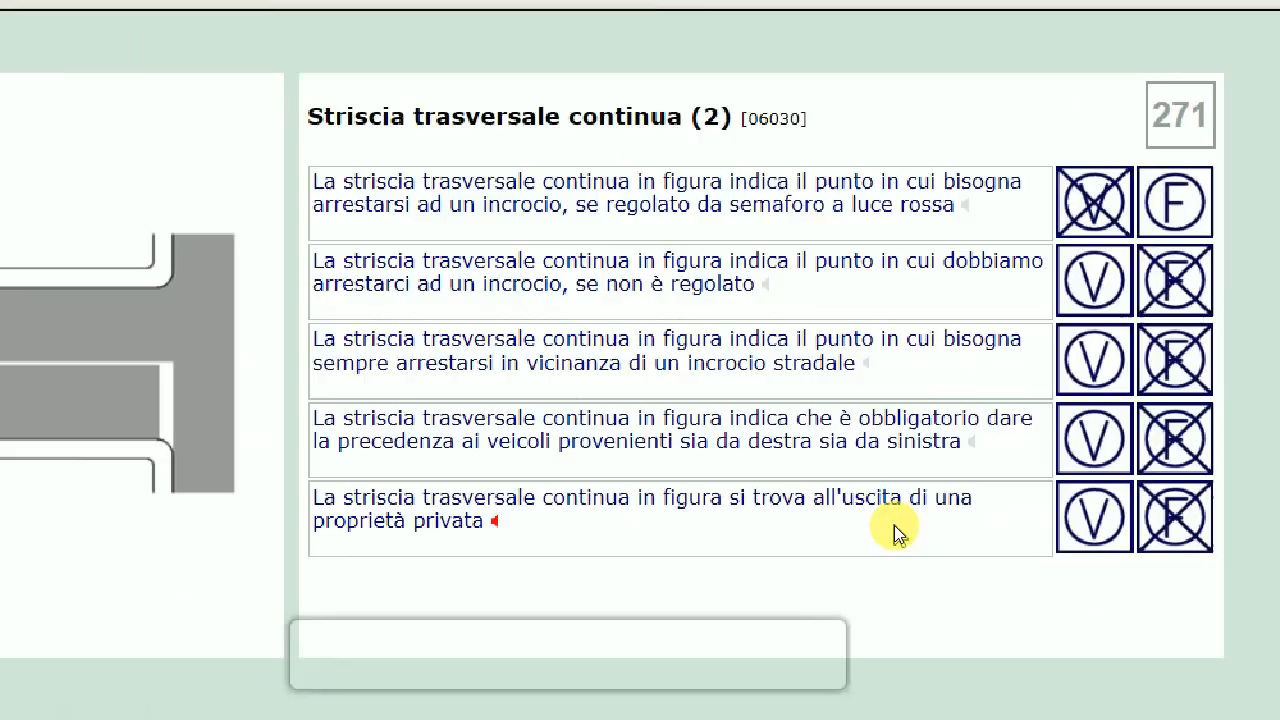 Striscia trasversale continua (2) [06030]
271
La striscia trasversale continua in figura indica il punto in cui bisogna
arrestarsi ad un incrocio, se regolato da semaforo a luce rossa
V F
La striscia trasversale continua in figura indica il punto in cui dobbiamo
arrestarci ad un incrocio, se non è regolato
V F
La striscia trasversale continua in figura indica il punto in cui bisogna
sempre arrestarsi in vicinanza di un incrocio stradale
V F
La striscia trasversale continua in figura indica che è obbligatorio dare
la precedenza ai veicoli provenienti sia da destra sia da sinistra
V F
La striscia trasversale continua in figura si trova all'uscita di una
proprietà privata
V F